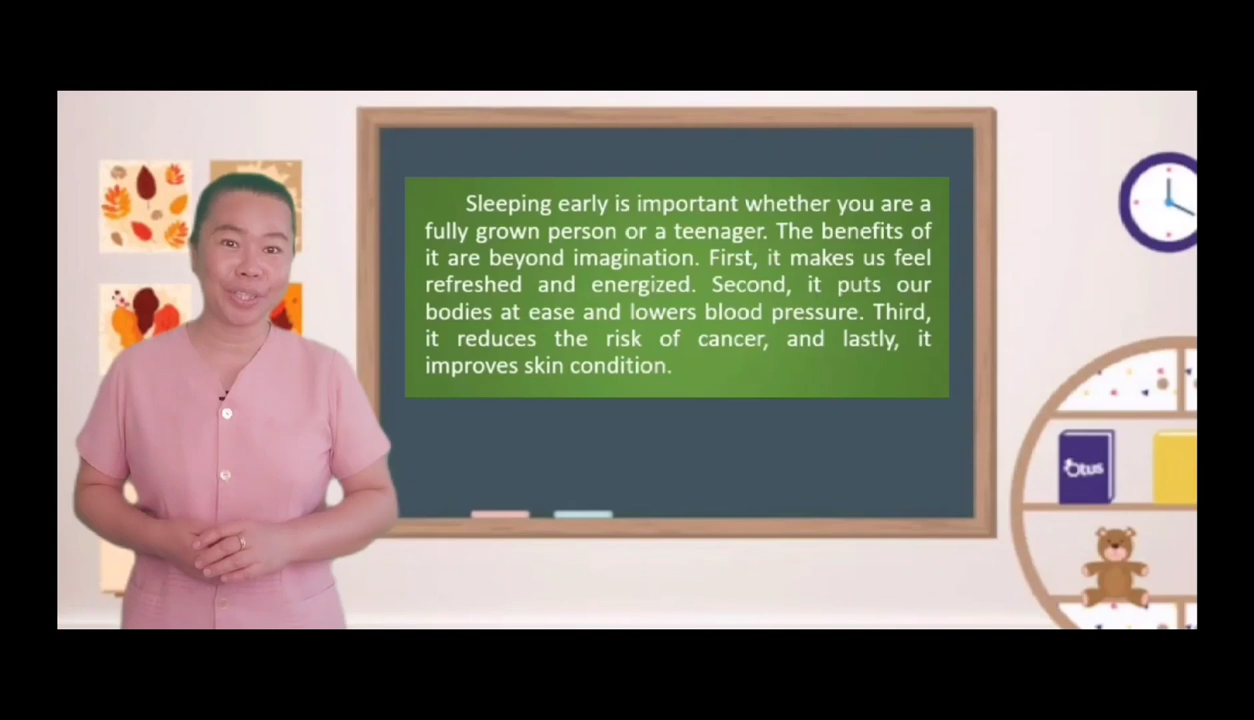 Sleeping early is important whether you are a
fully grown person or a teenager. The benefits of
it are beyond imagination. First, it makes us feel
refreshed and energized. Second, it puts our
bodies at ease and lowers blood pressure. Third,
it reduces the risk of cancer, and lastly, it
improves skin condition.
Otus